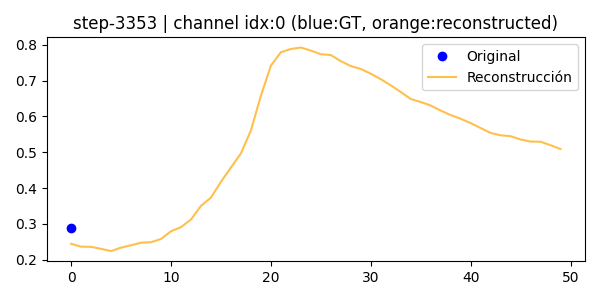 step-3353 | channel idx:0 (blue:GT, orange:reconstructed)
Original
Reconstrucción
0.8
0.7
0.6
0.5
0.4
0.3
0.2
0 10 20 30 40 50